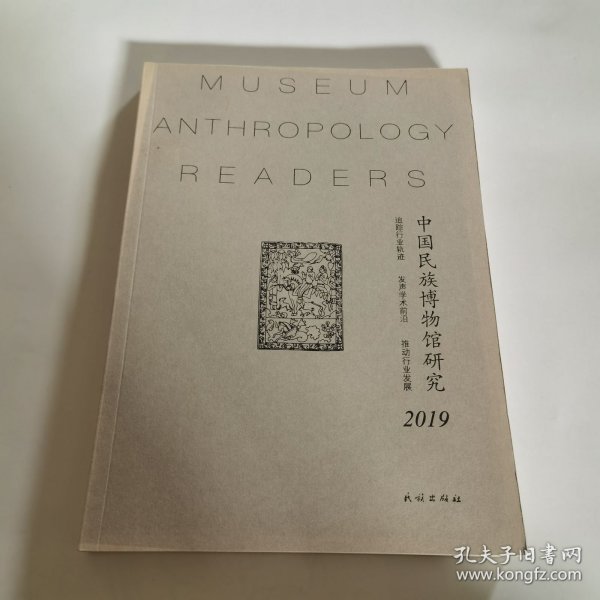 MUSEUM
ANTHROPOLOGY
READERS
中国民族博物馆研究
追踪行业轨迹 发声学术前沿 推动行业发展
2019
民族出版社
孔夫子旧书网
www.kongfz.com